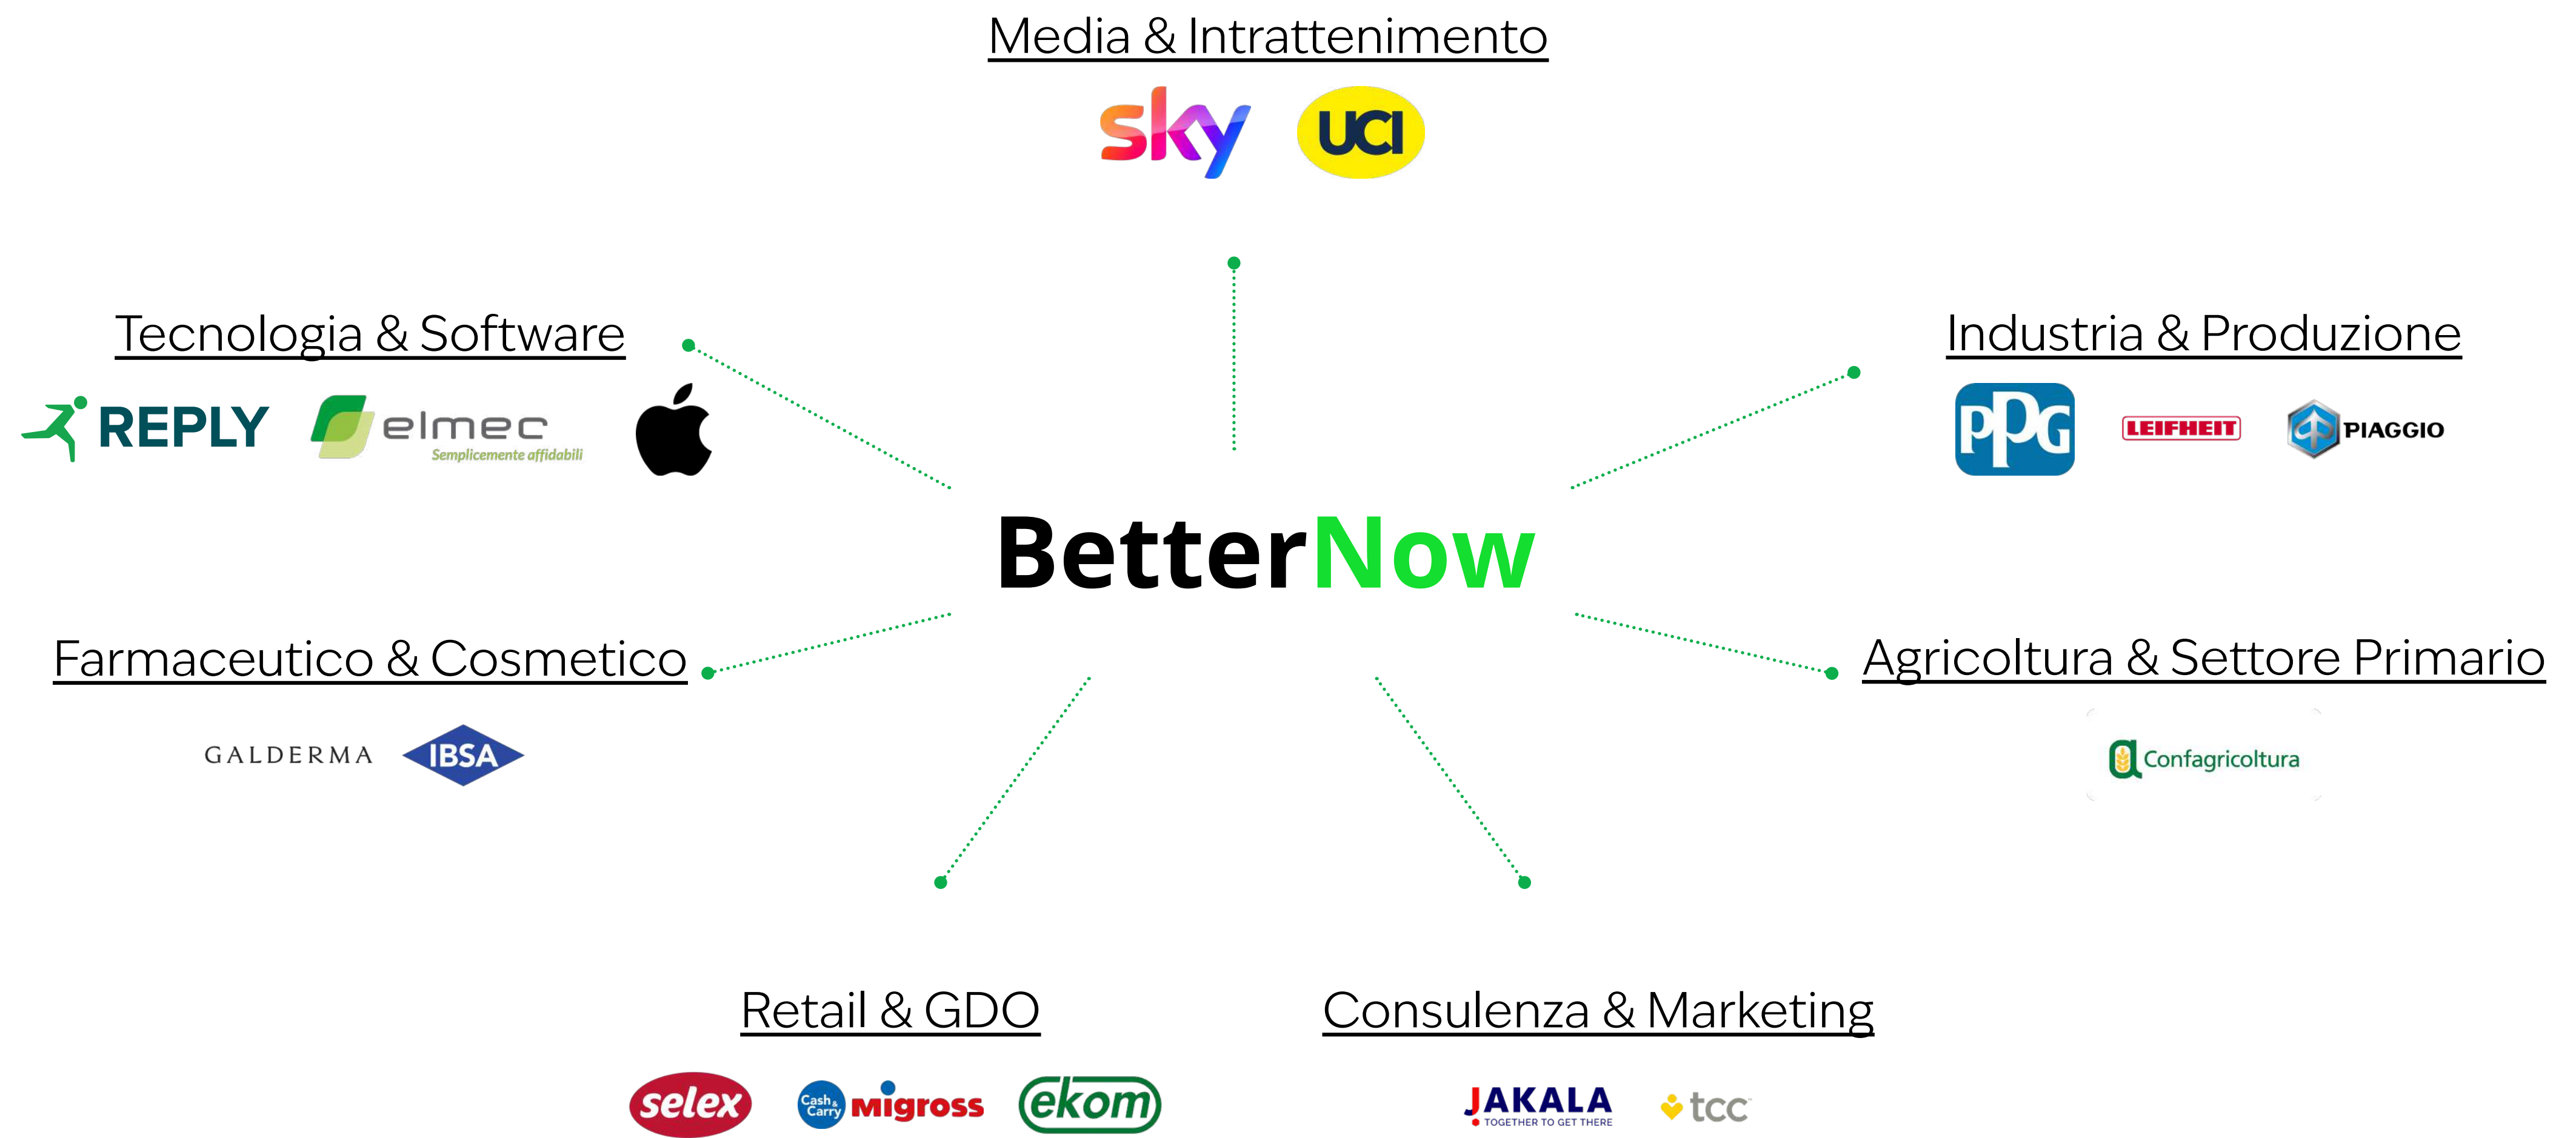 Media & Intrattenimento
sky
UCI
Tecnologia & Software
REPLY
elmec
Semplicemente affidabili
Industria & Produzione
PPG
LEIFHEIT
PIAGGIO
BetterNow
Farmaceutico & Cosmetico
GALDERMA
IBSA
Agricoltura & Settore Primario
Confagricoltura
Retail & GDO
selex
Cash &
Carry
Migross
ekom
Consulenza & Marketing
JAKALA
TOGETHER TO GET THERE
tcc